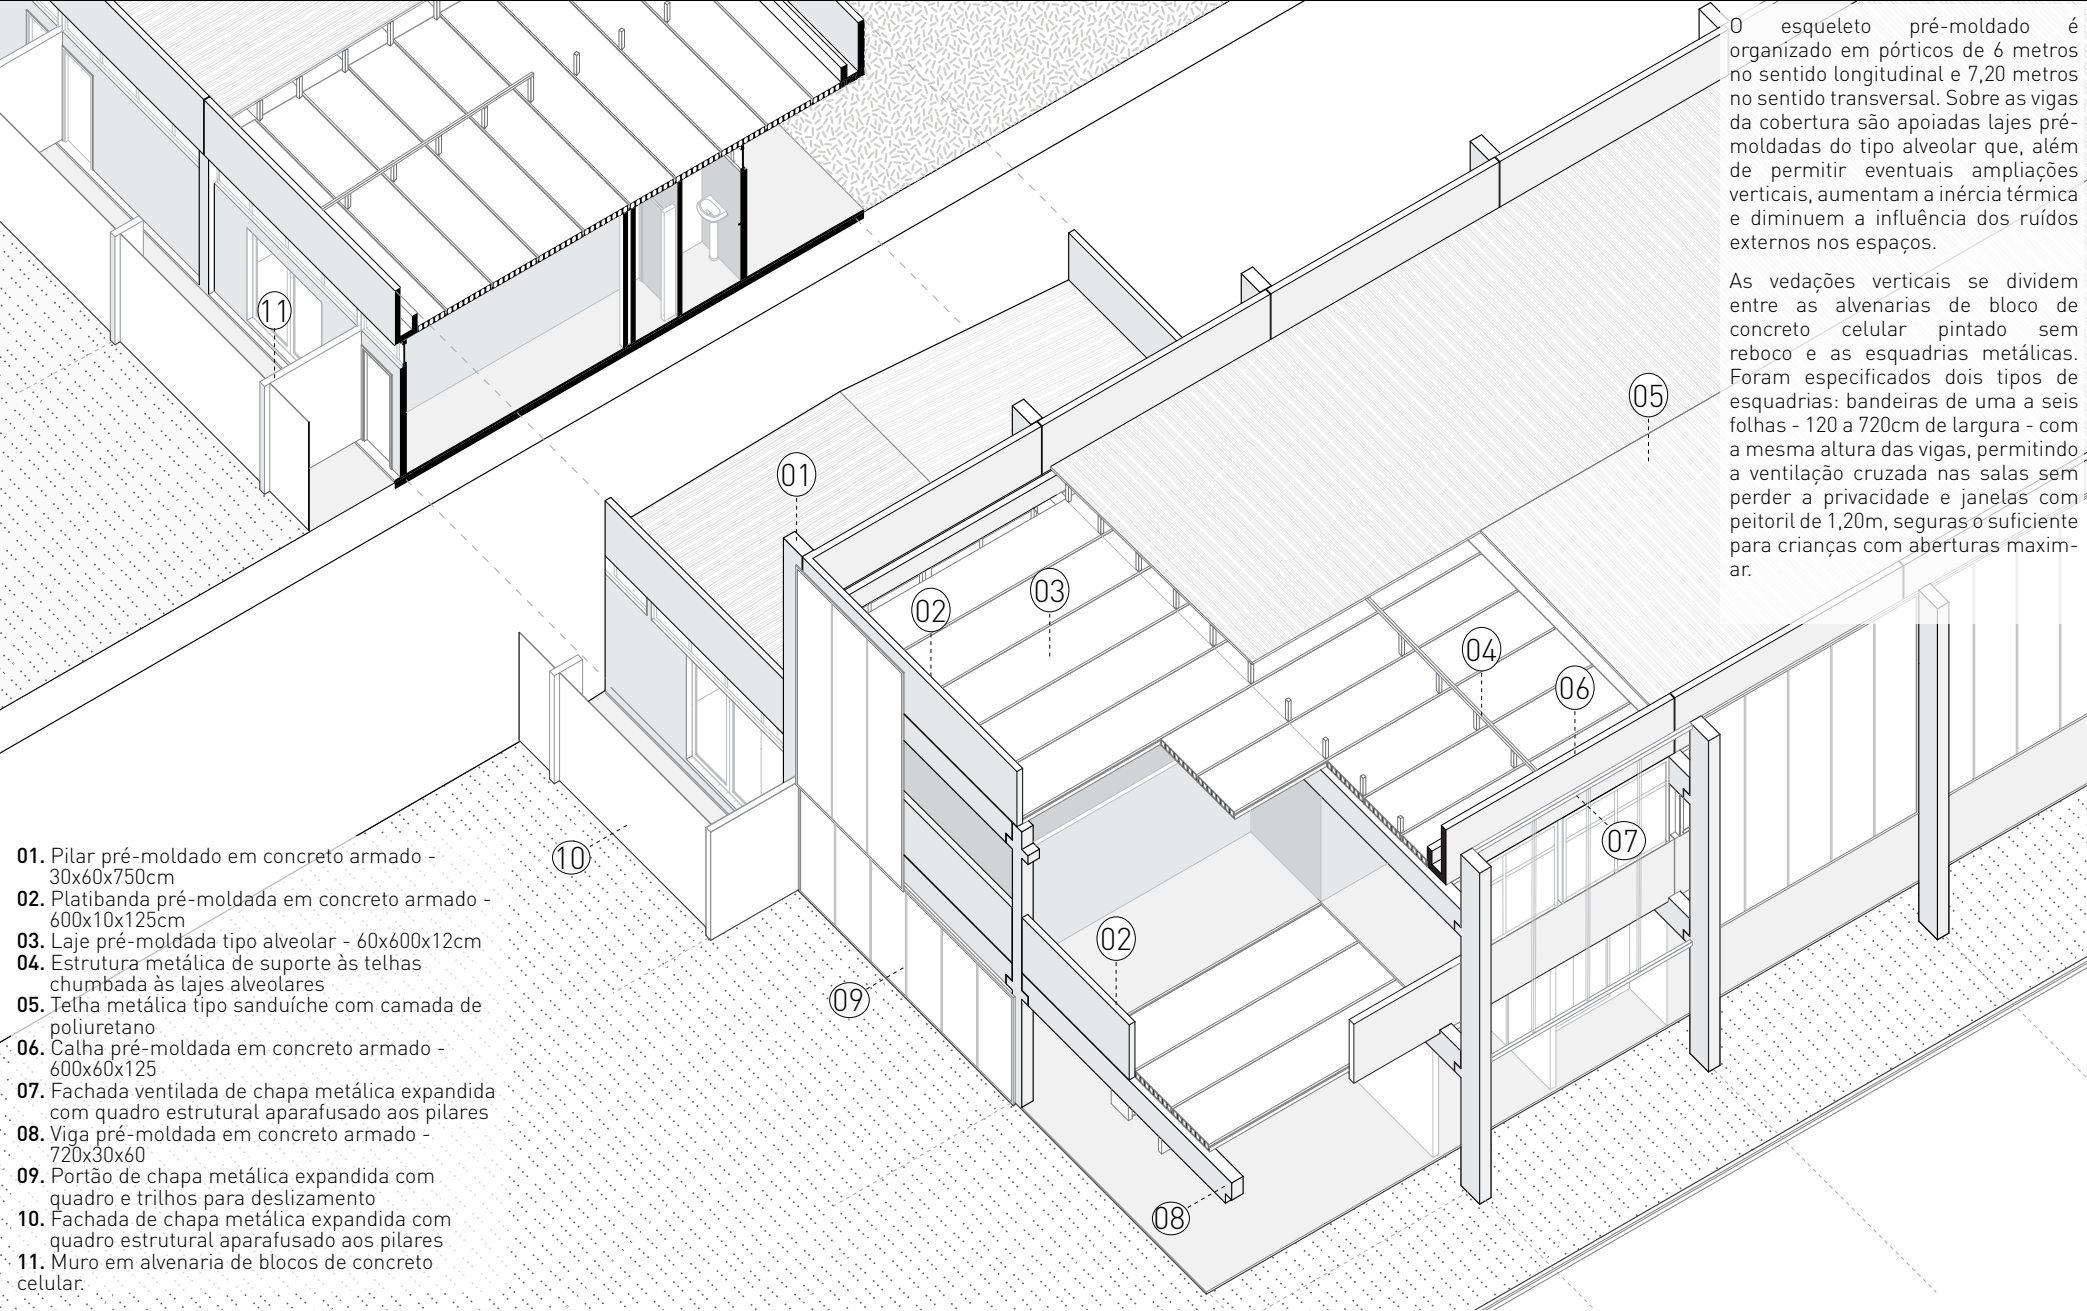 O esqueleto pré-moldado é
organizado em pórticos de 6 metros
no sentido longitudinal e 7,20 metros
no sentido transversal. Sobre as vigas
da cobertura são apoiadas lajes pré-
moldadas do tipo alveolar que, além
de permitir eventuais ampliações
verticais, aumentam a inércia térmica
e diminuem a influência dos ruídos
externos nos espaços.
As vedações verticais se dividem
entre as alvenarias de bloco de
concreto celular pintado sem
reboco e as esquadrias metálicas.
Foram especificados dois tipos de
esquadrias: bandeiras de uma a seis
folhas - 120 a 720cm de largura - com
a mesma altura das vigas, permitindo
a ventilação cruzada nas salas sem
perder a privacidade e janelas com
peitoril de 1,20m, seguras o suficiente
para crianças com aberturas maxim-
ar.
11
05
01
03
02
04
06
07
10
02
09
08
01. Pilar pré-moldado em concreto armado -
30x60x750cm
02. Platibanda pré-moldada em concreto armado -
600x10x125cm
03. Laje pré-moldada tipo alveolar - 60x600x12cm
04. Estrutura metálica de suporte às telhas
chumbada às lajes alveolares
05. Telha metálica tipo sanduíche com camada de
poliuretano
06. Calha pré-moldada em concreto armado -
600x60x125
07. Fachada ventilada de chapa metálica expandida
com quadro estrutural aparafusado aos pilares
08. Viga pré-moldada em concreto armado -
720x30x60
09. Portão de chapa metálica expandida com
quadro e trilhos para deslizamento
10. Fachada de chapa metálica expandida com
quadro estrutural aparafusado aos pilares
11. Muro em alvenaria de blocos de concreto
celular.